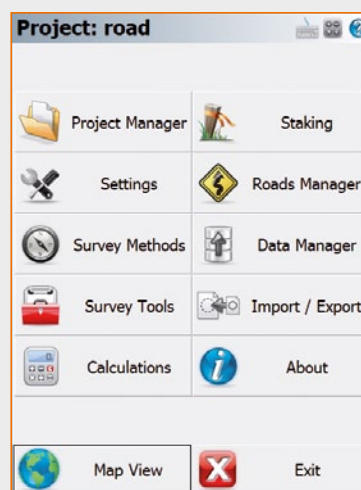 Project: road
Project Manager
Staking
Settings
Roads Manager
Survey Methods
Data Manager
Survey Tools
Import / Export
Calculations
About
Map View
Exit